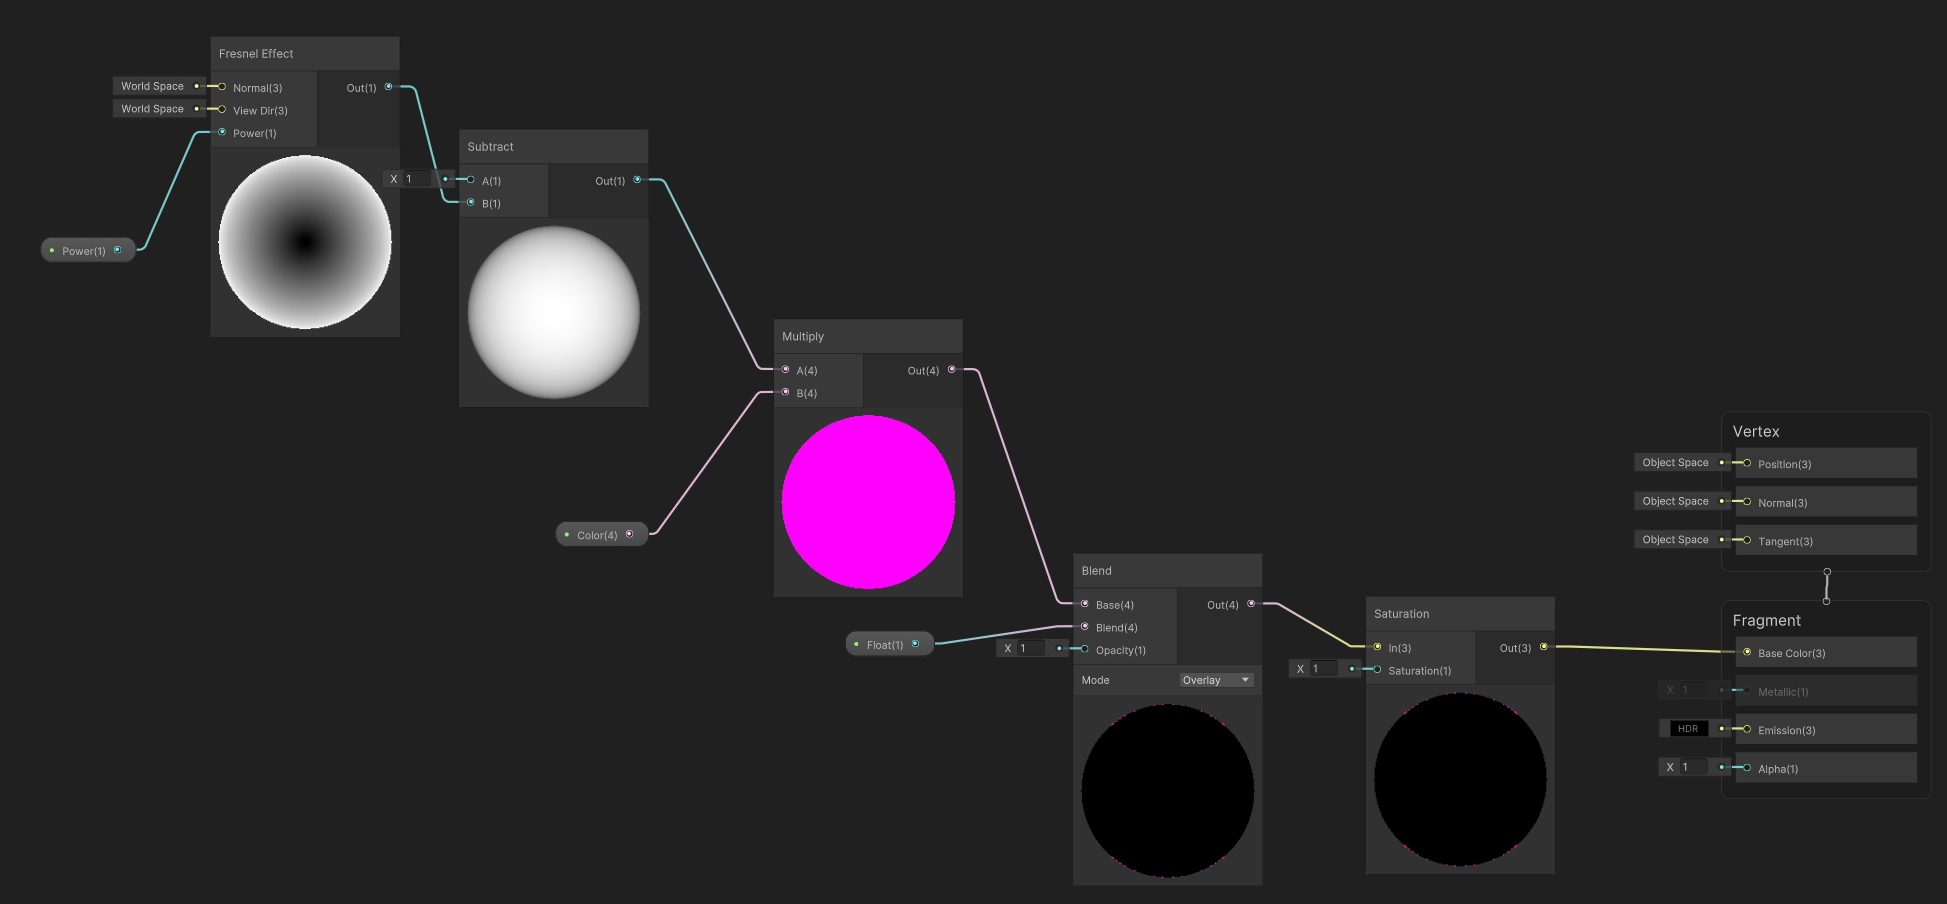 Fresnel Effect
World Space
Normal(3)
Out(1)
World Space
View Dir(3)
Power(1)
Power(1)
Subtract
X 1
A(1)
Out(1)
B(1)
Multiply
A(4)
Out(4)
B(4)
Color(4)
Blend
Base(4)
Out(4)
Float(1)
Blend(4)
X 1
Opacity(1)
Mode
Overlay
Saturation
In(3)
Out(3)
X 1
Saturation(1)
Vertex
Object Space
Position(3)
Object Space
Normal(3)
Object Space
Tangent(3)
Fragment
Base Color(3)
X 1
Metallic(1)
HDR
Emission(3)
X 1
Alpha(1)